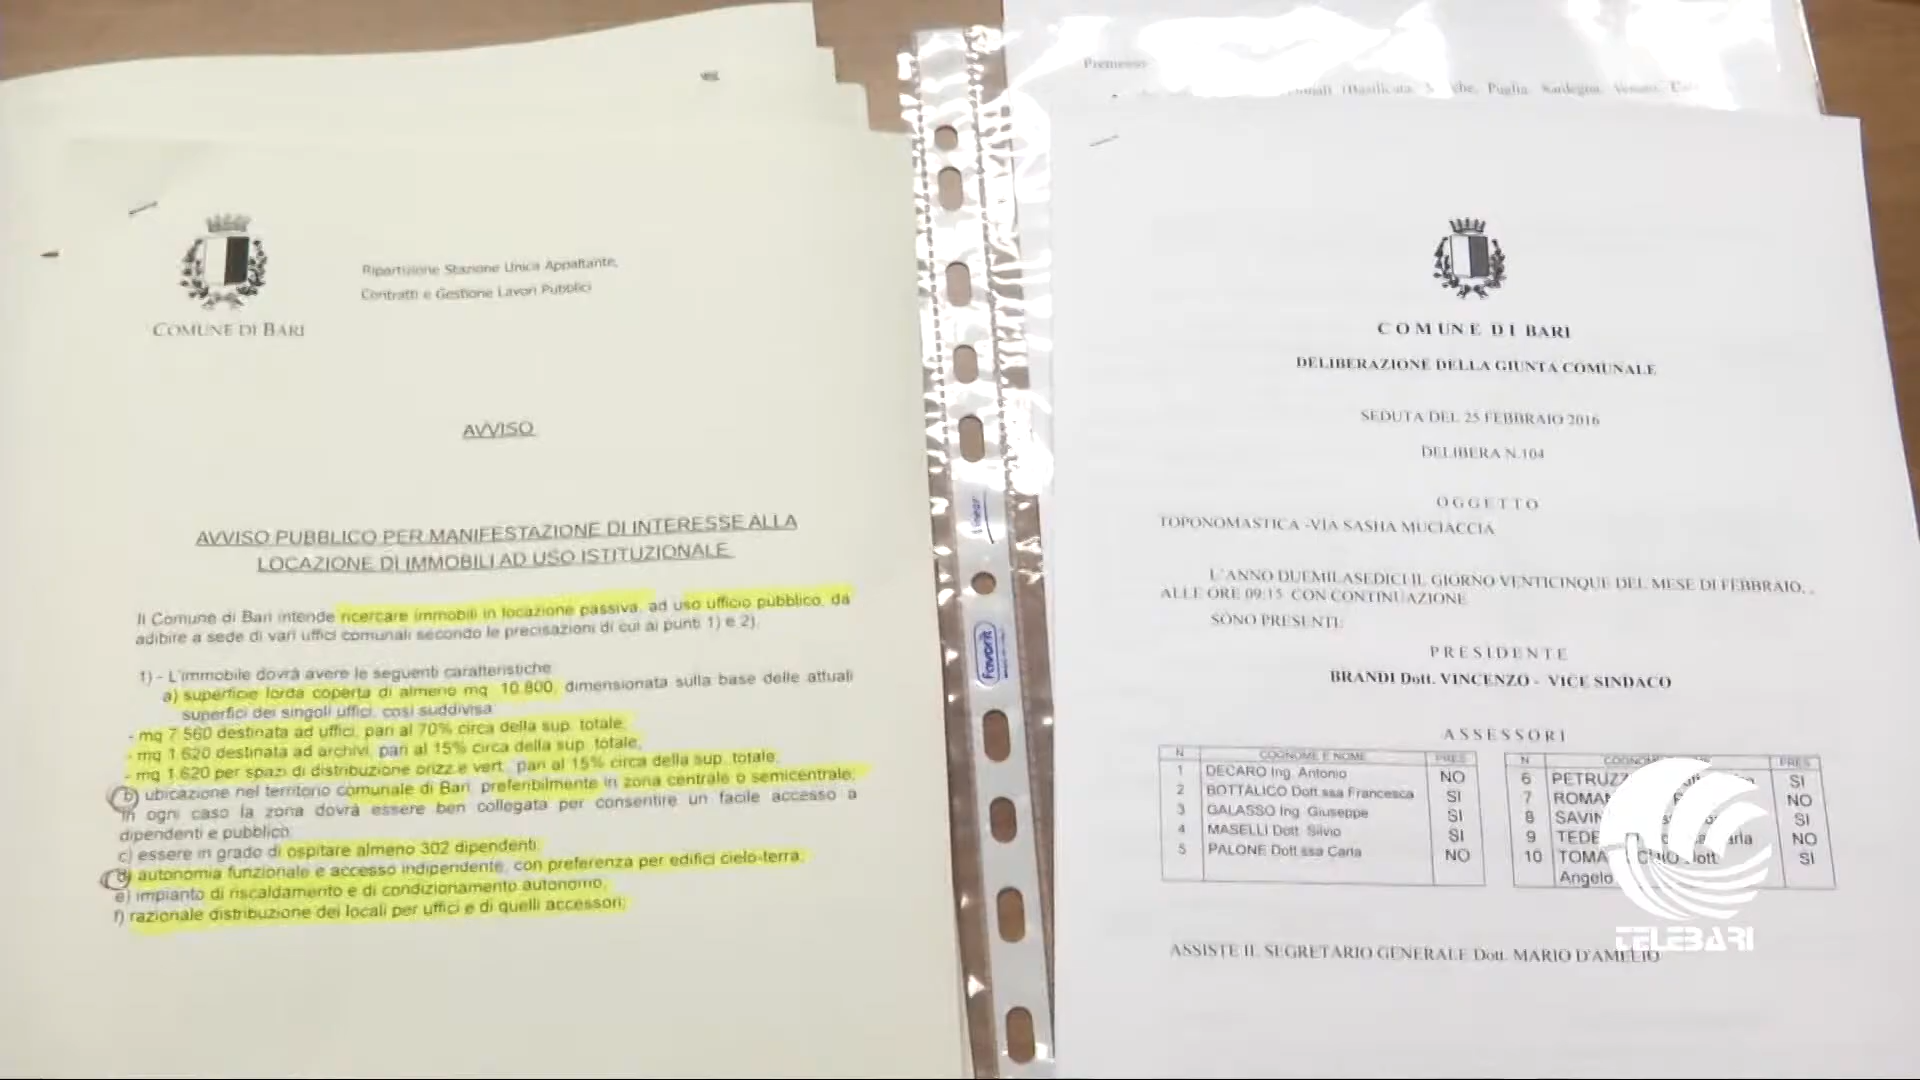 Ripartizione Stazione Unica Appaltante,
Contratti e Gestione Lavori Pubblici
COMUNE DI BARI
AVVISO
AVVISO PUBBLICO PER MANIFESTAZIONE DI INTERESSE ALLA
LOCAZIONE DI IMMOBILI AD USO ISTITUZIONALE
Il Comune di Bari intende ricercare immobili in locazione passiva, ad uso ufficio pubblico, da
adibire a sede di vari uffici comunali secondo le precisazioni di cui ai punti 1) e 2).
1) - L'immobile dovrà avere le seguenti caratteristiche
a) superficie lorda coperta di almeno mq. 10.800, dimensionata sulla base delle attuali
superfici dei singoli uffici, così suddivisa
- mq 7.560 destinata ad uffici, pari al 70% circa della sup. totale;
- mq 1.620 destinata ad archivi, pari al 15% circa della sup. totale;
- mq 1.620 per spazi di distribuzione orizz e vert., pari al 15% circa della sup. totale;
b) ubicazione nel territorio comunale di Bari, preferibilmente in zona centrale o semicentrale;
in ogni caso la zona dovrà essere ben collegata per consentire un facile accesso a
dipendenti e pubblico
c) essere in grado di ospitare almeno 302 dipendenti;
d) autonomia funzionale e accesso indipendente, con preferenza per edifici cielo-terra;
e) impianto di riscaldamento e di condizionamento autonomo;
f) razionale distribuzione dei locali per uffici e di quelli accessori;
linear
favorit
Premesso
(Basilicata, Puglia, Sardegna, Veneto,
COMUNE DI BARI
DELIBERAZIONE DELLA GIUNTA COMUNALE
SEDUTA DEL 25 FEBBRAIO 2016
DELIBERA N.104
OGGETTO
TOPONOMASTICA -VIA SASHA MUCIACCIA
L'ANNO DUEMILASEDICI IL GIORNO VENTICINQUE DEL MESE DI FEBBRAIO,
ALLE ORE 09:15 CON CONTINUAZIONE
SONO PRESENTI:
PRESIDENTE
BRANDI Dott. VINCENZO - VICE SINDACO
ASSESSORI
N COGNOME E NOME PRES
1 DECARO Ing. Antonio NO
2 BOTTALICO Dott.ssa Francesca SI
3 GALASSO Ing. Giuseppe SI
4 MASELLI Dott. Silvio SI
5 PALONE Dott.ssa Carla NO
N PRES
6 SI
7 NO
8 SI
9 NO
10 Dott. SI
Angelo
ASSISTE IL SEGRETARIO GENERALE Dott. MARIO D'AMELIO
TELEBARI